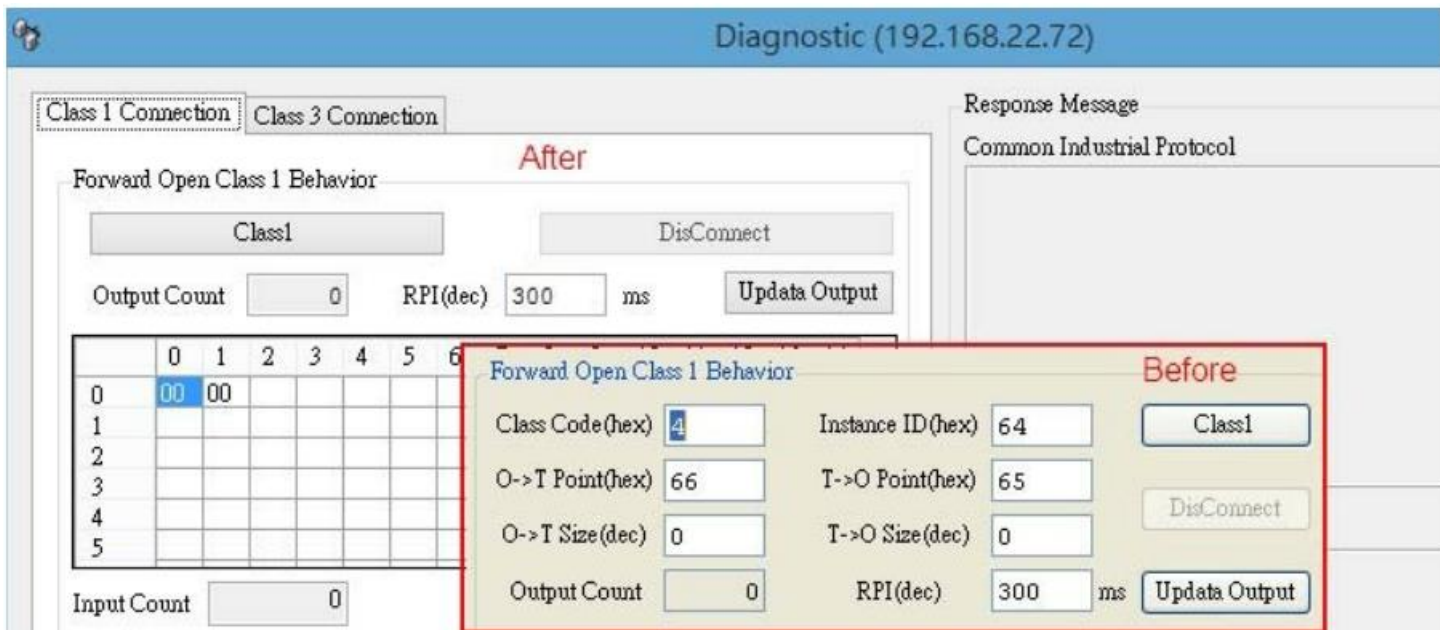 Diagnostic (192.168.22.72)
Class 1 Connection Class 3 Connection
After
Forward Open Class 1 Behavior
Class1 DisConnect
Output Count 0 RPI(dec) 300 ms Updata Output
0 1 2 3 4 5 6
0 00 00
1
2
3
4
5
Input Count 0
Response Message
Common Industrial Protocol
Forward Open Class 1 Behavior Before
Class Code(hex) 4 Instance ID(hex) 64 Class1
O->T Point(hex) 66 T->O Point(hex) 65
DisConnect
O->T Size(dec) 0 T->O Size(dec) 0
Output Count 0 RPI(dec) 300 ms Updata Output